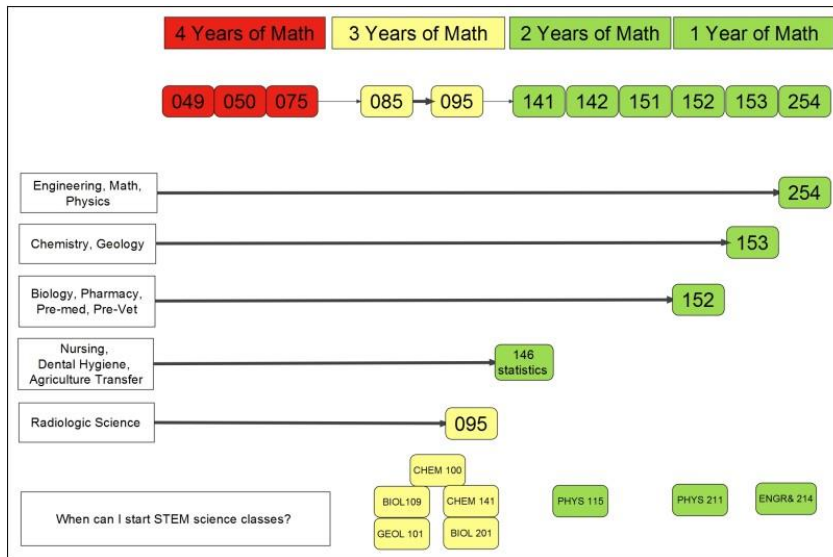 4 Years of Math
3 Years of Math
2 Years of Math
1 Year of Math
049
050
075
085
095
141
142
151
152
153
254
Engineering, Math,
Physics
254
Chemistry, Geology
153
Biology, Pharmacy,
Pre-med, Pre-Vet
152
Nursing,
Dental Hygiene,
Agriculture Transfer
146
statistics
Radiologic Science
095
When can I start STEM science classes?
CHEM 100
BIOL109
CHEM 141
GEOL 101
BIOL 201
PHYS 115
PHYS 211
ENGR& 214